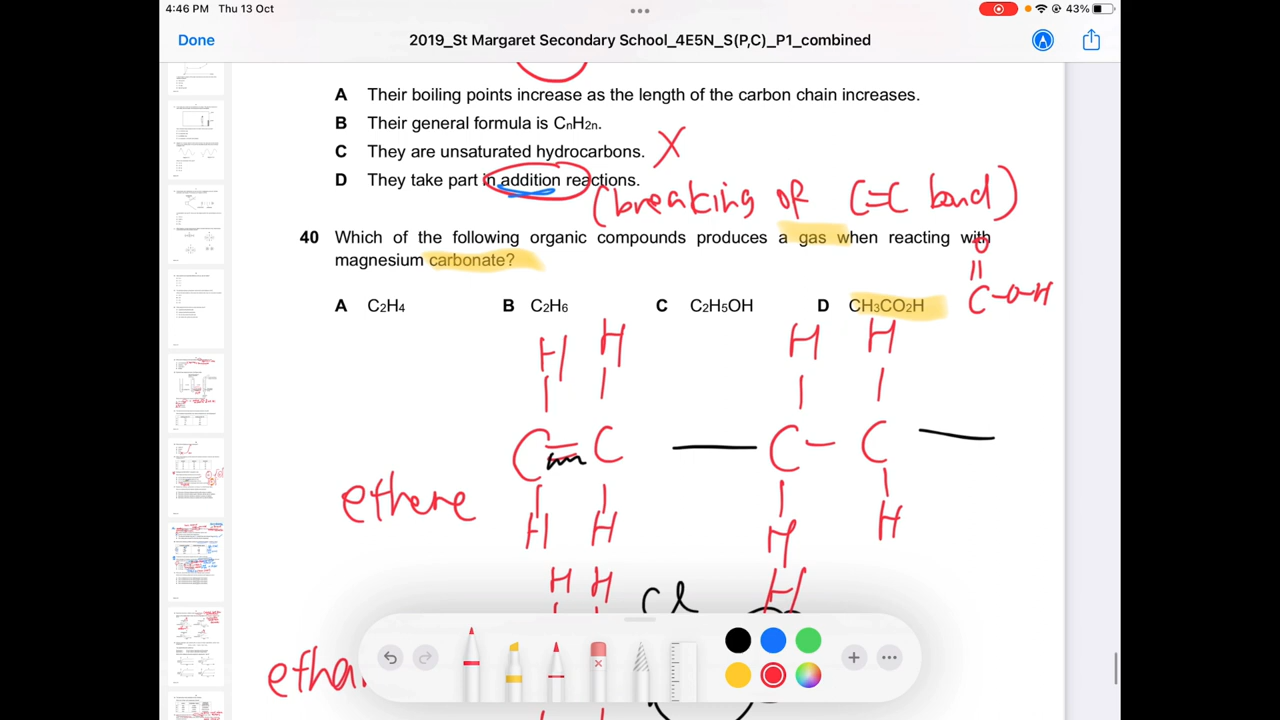 4:46 PM Thu 13 Oct
43%
Done
2019_St Margaret Secondary School_4E5N_S(P,C)_P1_combined
A Their boiling points increase as the length of the carbon chain increases.
B Their general formula is CnH2n.
C They are unsaturated hydrocarbons. X
D They take part in addition reactions.
(breaking of C=C bond)
40 Which of the following organic compounds produces a gas when reacting with
magnesium carbonate?
O
||
C-O-H
A C2H4 B C2H6 C C2H5OH D CH3CO2H
H H H H
C = C C - C
ethene
H H H H
H H Cl H
etha